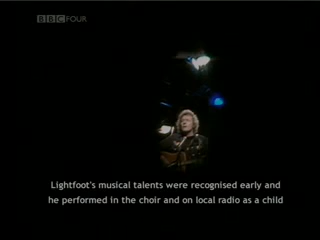 BBC FOUR
Lightfoot's musical talents were recognised early and
he performed in the choir and on local radio as a child